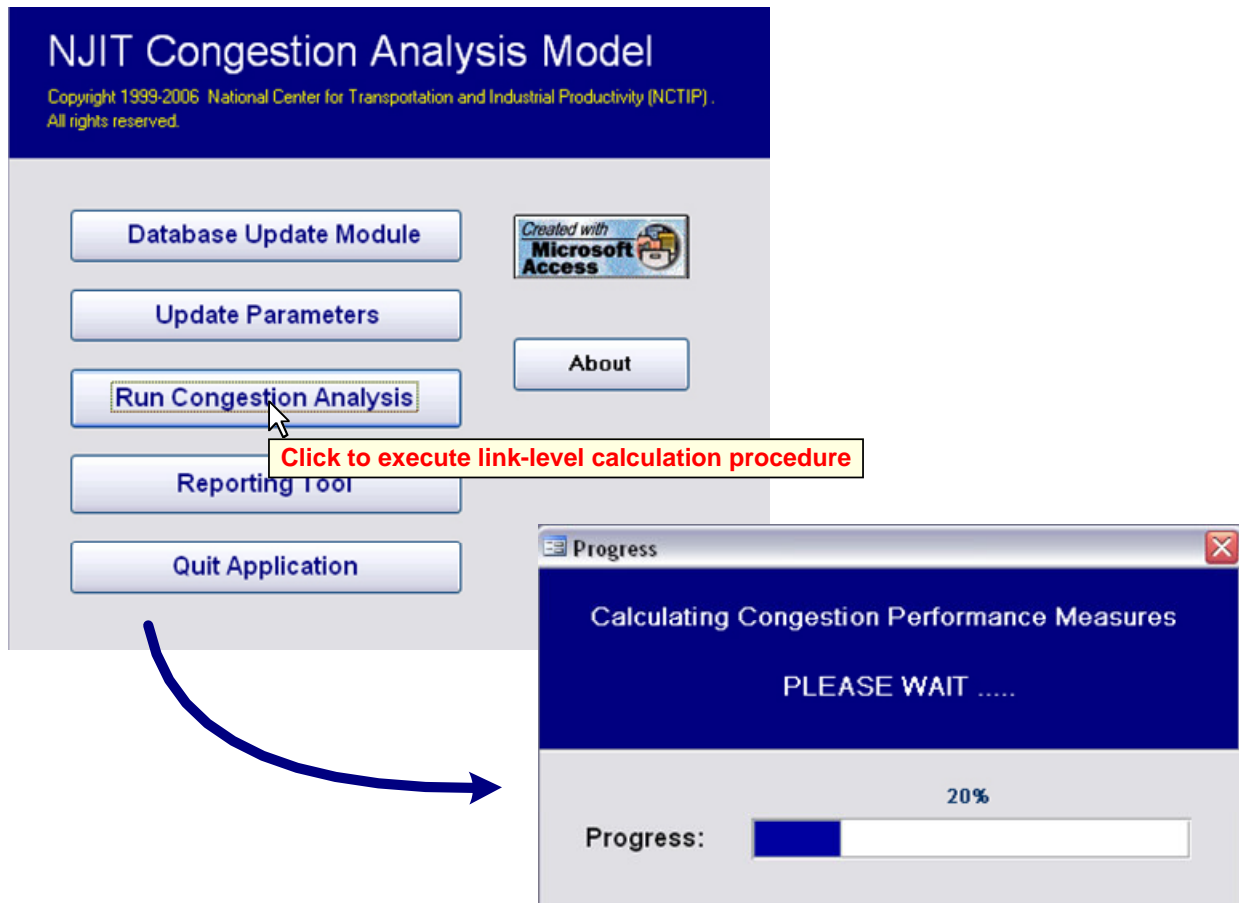 NJIT Congestion Analysis Model
Copyright 1999-2006 National Center for Transportation and Industrial Productivity (NCTIP) .
All rights reserved.
Database Update Module
Created with
Microsoft
Access
Update Parameters
About
Run Congestion Analysis
Click to execute link-level calculation procedure
Reporting Tool
Quit Application
Progress
Calculating Congestion Performance Measures
PLEASE WAIT .....
20%
Progress: